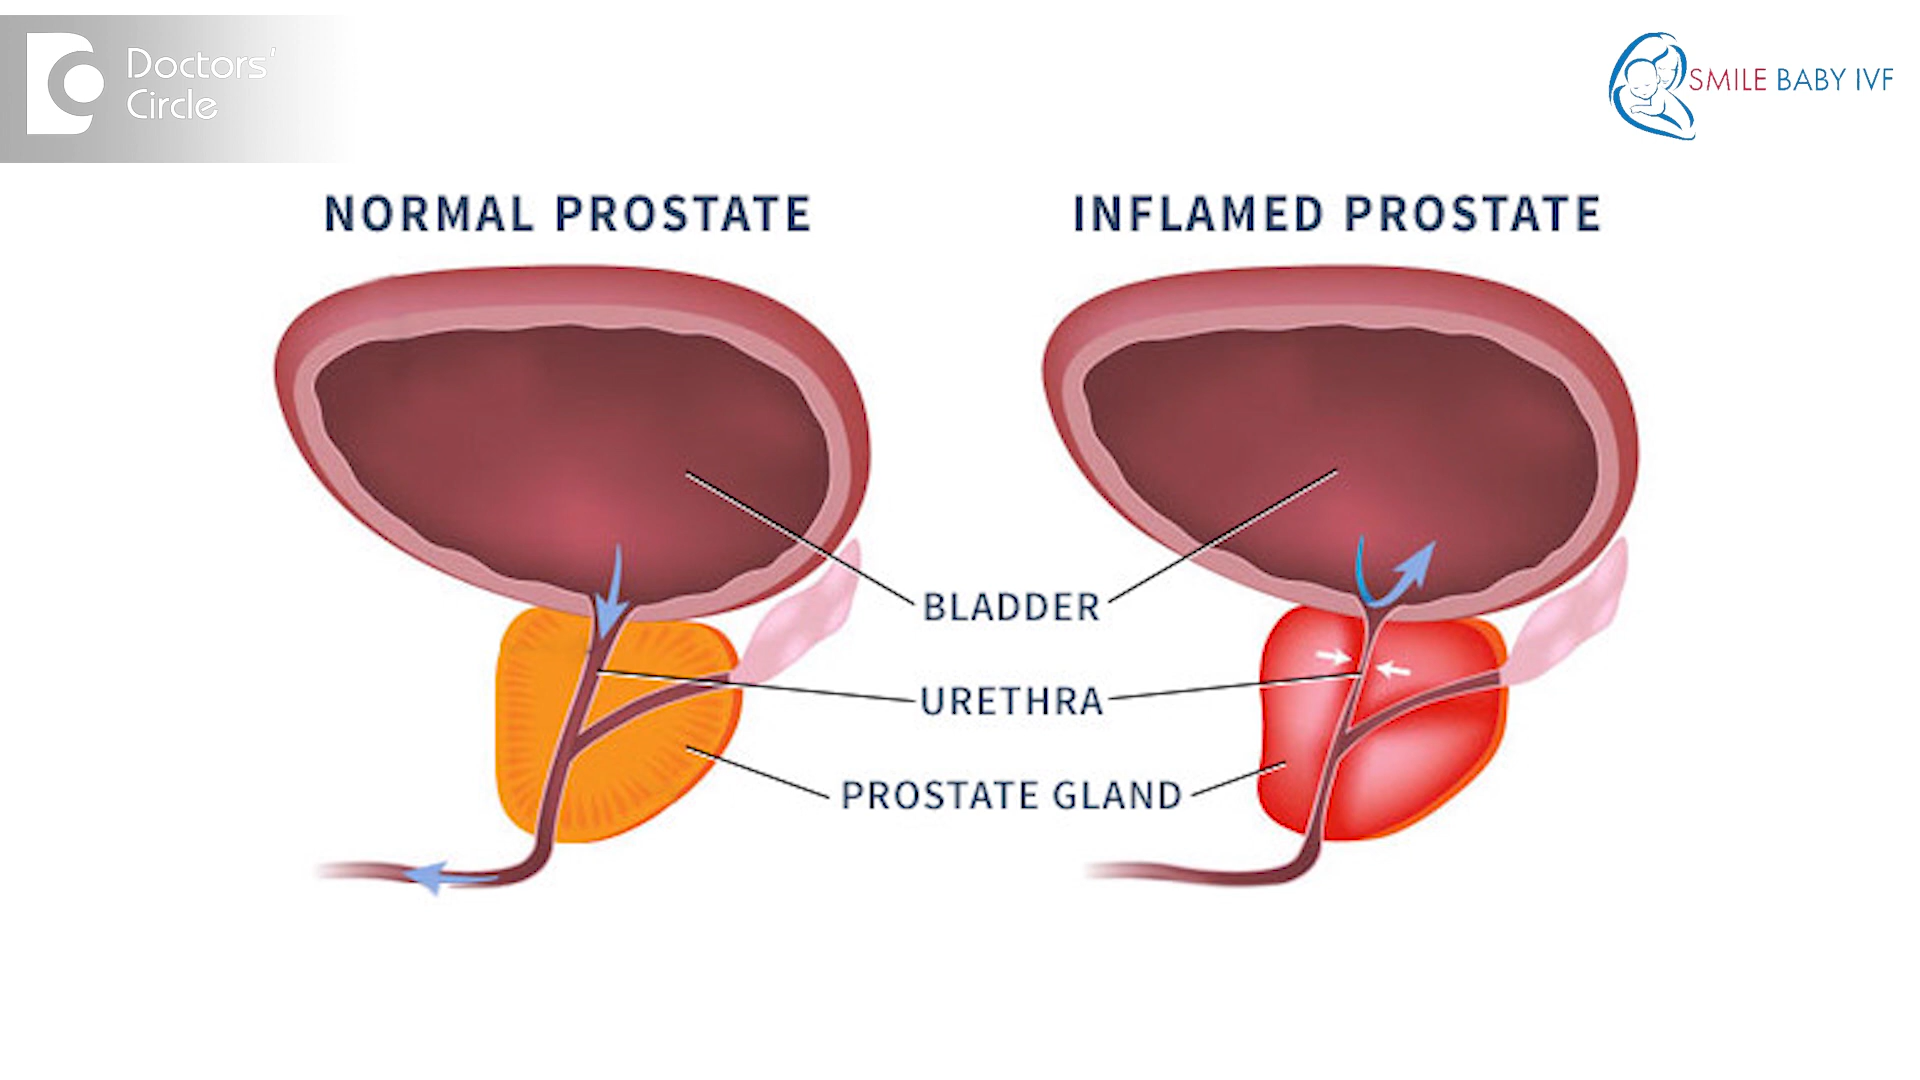 Doctors'
Circle
SMILE BABY IVF
NORMAL PROSTATE
INFLAMED PROSTATE
BLADDER
URETHRA
PROSTATE GLAND